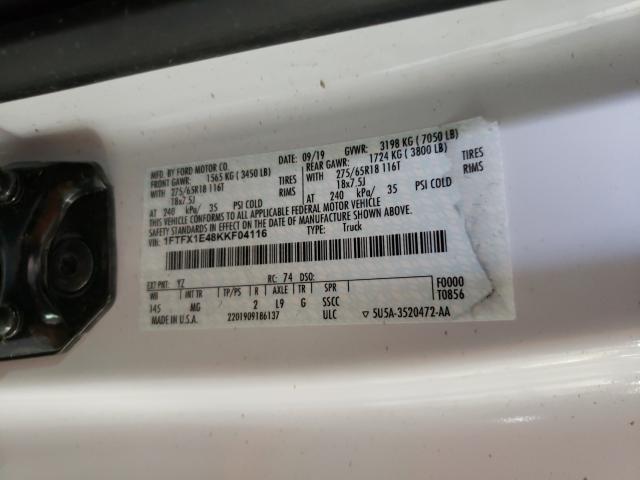 MFD. BY FORD MOTOR CO.
DATE: 09/19 GVWR: 3198 KG ( 7050 LB)
FRONT GAWR: 1565 KG ( 3450 LB) REAR GAWR: 1724 KG ( 3800 LB)
WITH 275/65R18 116T TIRES WITH 275/65R18 116T TIRES
18x7.5J RIMS 18x7.5J RIMS
AT 240 kPa/ 35 PSI COLD AT 240 kPa/ 35 PSI COLD
THIS VEHICLE CONFORMS TO ALL APPLICABLE FEDERAL MOTOR VEHICLE
SAFETY STANDARDS IN EFFECT ON THE DATE OF MANUFACTURE SHOWN ABOVE.
VIN: 1FTFX1E48KKF04116 TYPE: Truck
EXT PNT: YZ RC: 74 DSO: F0000
WB INT TR TP/PS R AXLE TR SPR T0856
145 MG 2 L9 G SSCC
MADE IN U.S.A. 2201909186137 ULC 5U5A-3520472-AA